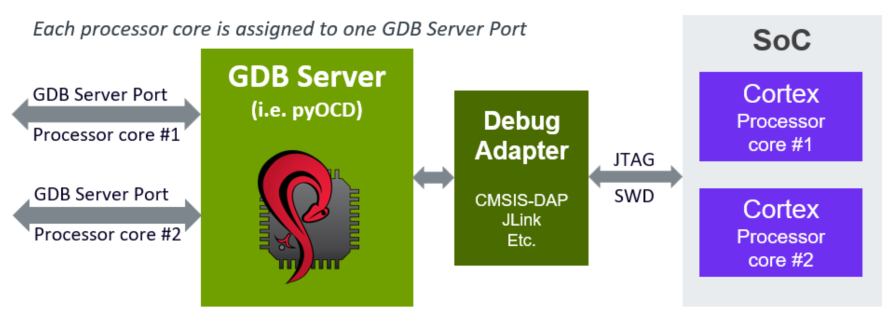 Each processor core is assigned to one GDB Server Port
GDB Server Port
Processor core #1
GDB Server Port
Processor core #2
GDB Server
(i.e. pyOCD)
Debug
Adapter
CMSIS-DAP
JLink
Etc.
JTAG
SWD
SoC
Cortex
Processor
core #1
Cortex
Processor
core #2